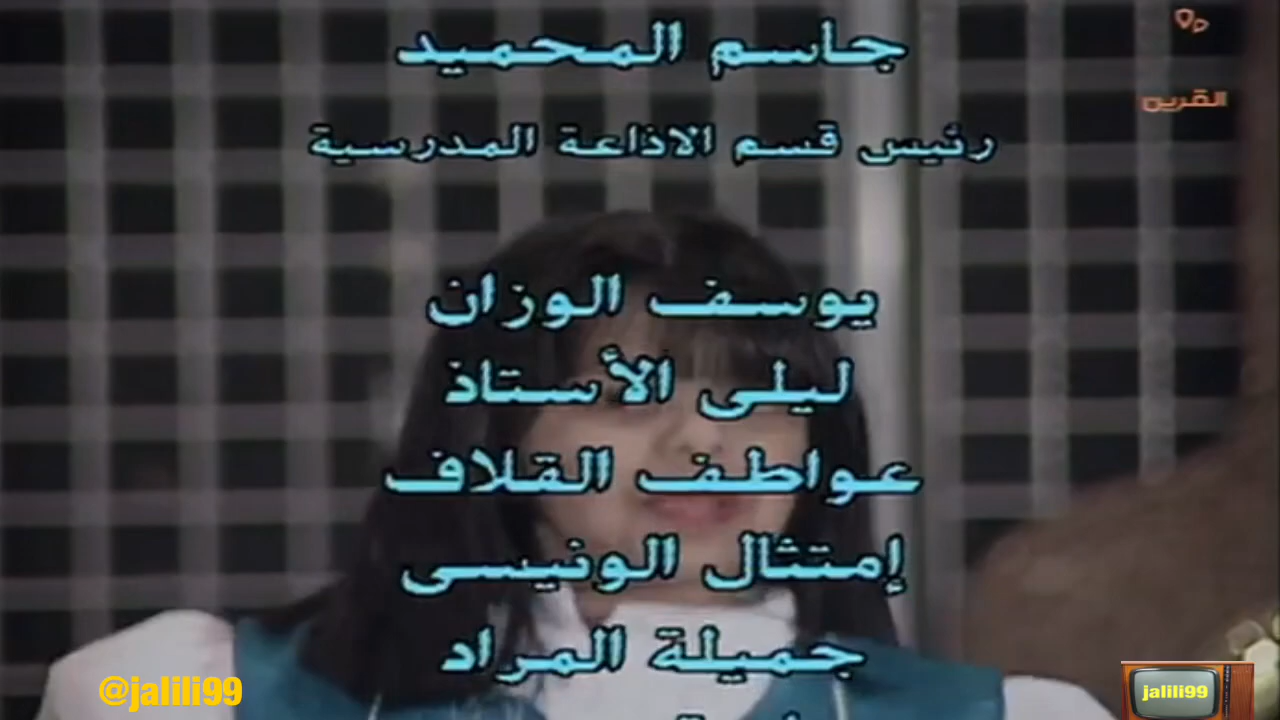 جاسم المحميد
القرين
رئيس قسم الاذاعة المدرسية
يوسف الوزان
ليلى الأستاذ
عواطف القلاف
إمتثال الونيسى
جميلة المراد
@jalili99
jalili99